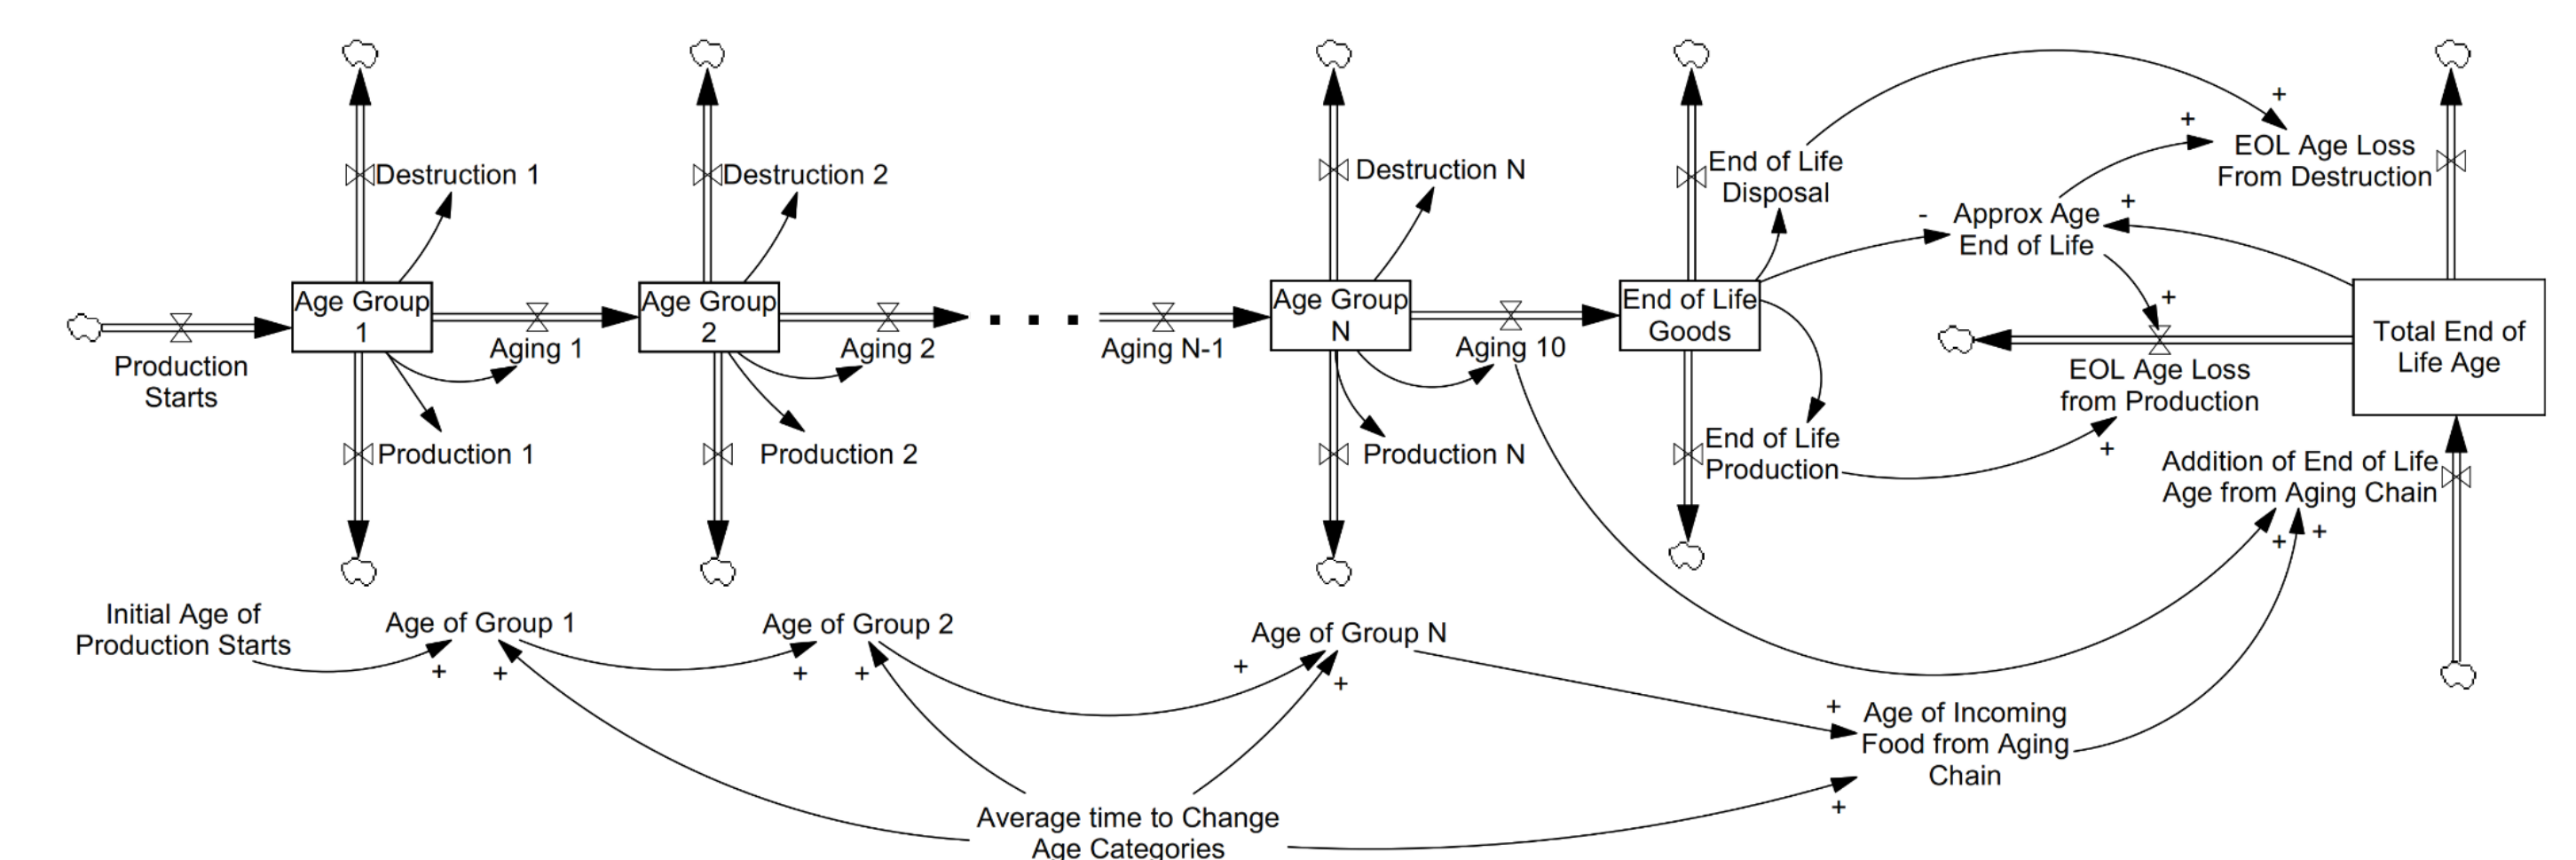 Destruction 1
Destruction 2
Destruction N
End of Life
Disposal
+
+
EOL Age Loss
From Destruction
-
Approx Age
End of Life
+
Age Group
1
Aging 1
Age Group
2
Aging 2
Aging N-1
Age Group
N
Aging 10
End of Life
Goods
+
Total End of
Life Age
Production
Starts
EOL Age Loss
from Production
+
Production 1
Production 2
Production N
End of Life
Production
Addition of End of Life
Age from Aging Chain
+
+
Initial Age of
Production Starts
Age of Group 1
+
+
Age of Group 2
+
+
Age of Group N
+
+
+
Age of Incoming
Food from Aging
Chain
+
Average time to Change
Age Categories